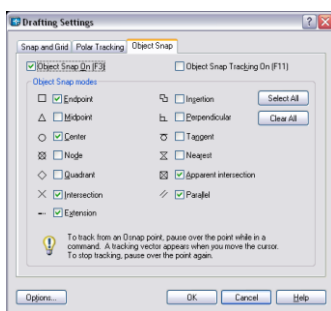 Drafting Settings
Snap and Grid Polar Tracking Object Snap
Object Snap On (F3) Object Snap Tracking On (F11)
Object Snap modes
Endpoint Insertion Select All
Midpoint Perpendicular Clear All
Center Tangent
Node Nearest
Quadrant Apparent intersection
Intersection Parallel
Extension
To track from an Osnap point, pause over the point while in a
command. A tracking vector appears when you move the cursor.
To stop tracking, pause over the point again.
Options... OK Cancel Help